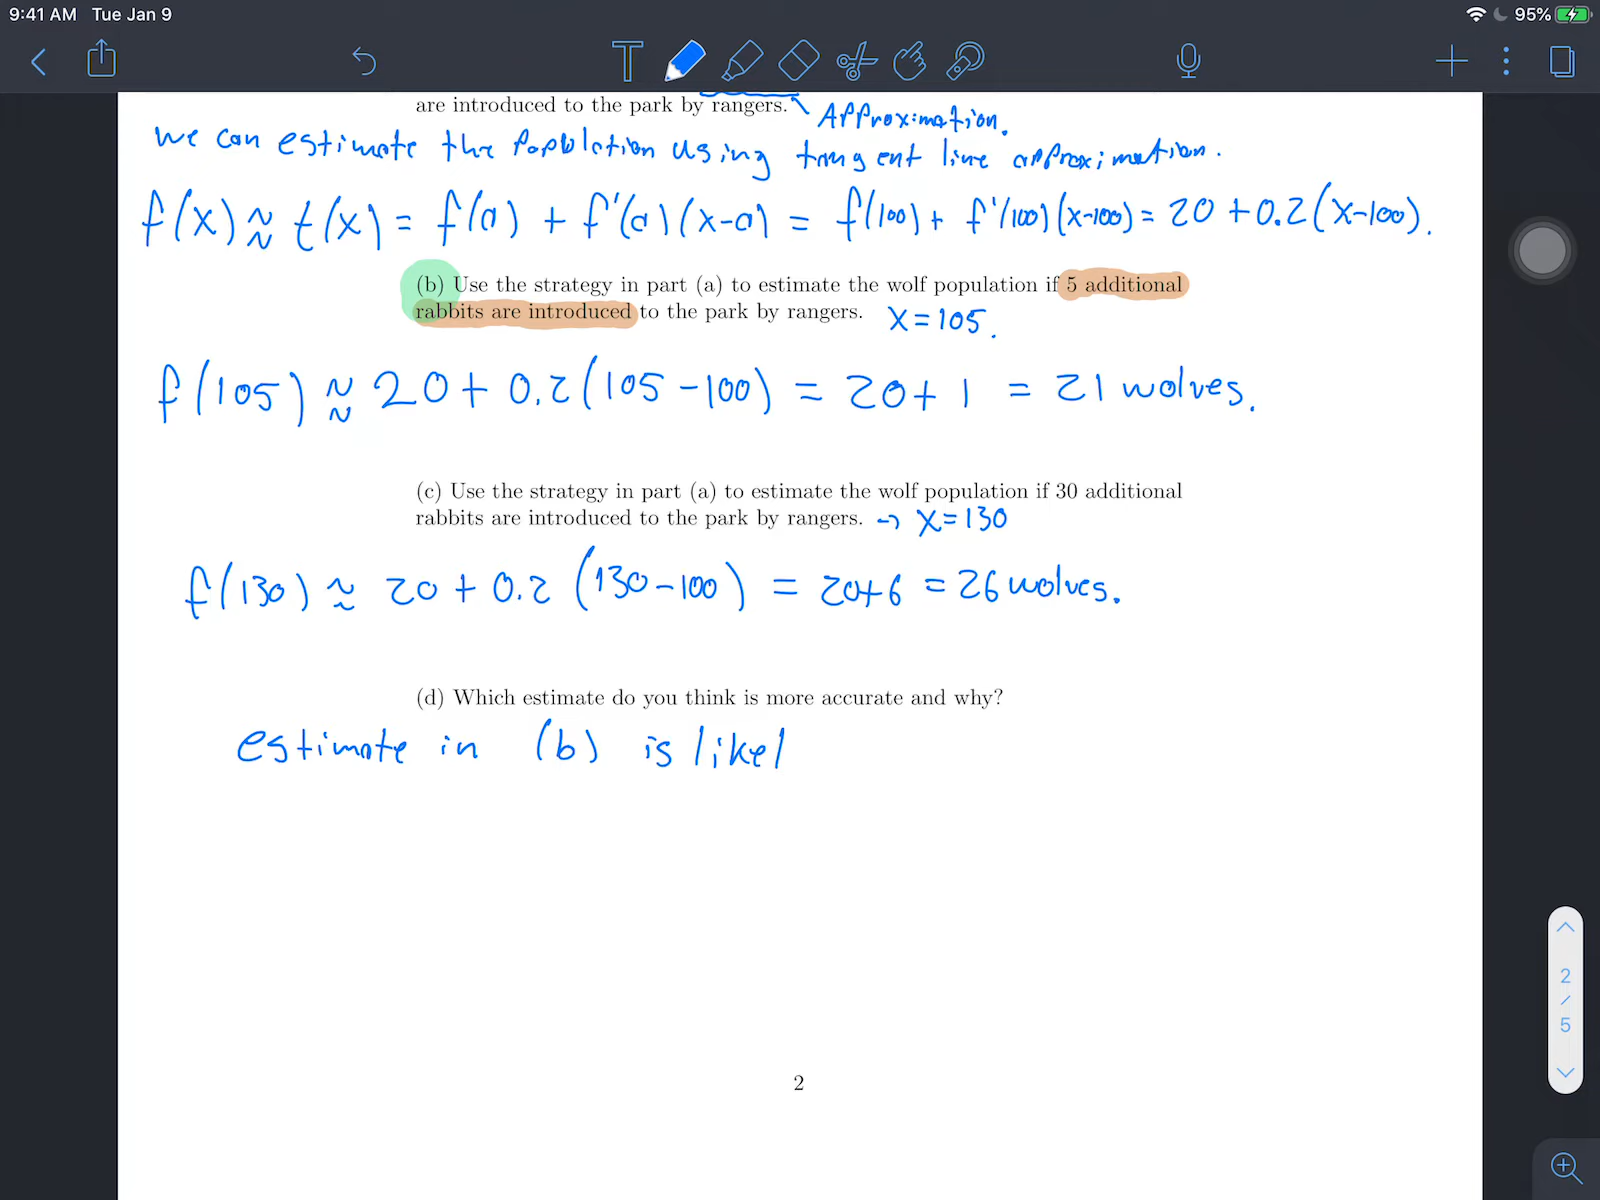 9:41 AM Tue Jan 9
95%
are introduced to the park by rangers.
Approximation.
we can estimate the population using tangent line approximation.
f(x) ≈ t(x) = f(a) + f'(a)(x-a) = f(100) + f'(100)(x-100) = 20 + 0.2(x-100).
(b) Use the strategy in part (a) to estimate the wolf population if 5 additional
rabbits are introduced to the park by rangers. x=105.
f(105) ≈ 20 + 0.2(105-100) = 20+1 = 21 wolves.
(c) Use the strategy in part (a) to estimate the wolf population if 30 additional
rabbits are introduced to the park by rangers. → x=130
f(130) ≈ 20 + 0.2 (130-100) = 20+6 = 26 wolves.
(d) Which estimate do you think is more accurate and why?
estimate in (b) is likel
2
/
5
2